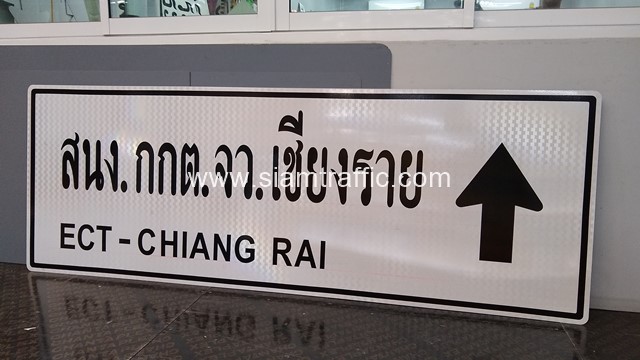 สนง.กกต.จว.เชียงราย
www.siamtraffic.com
ECT - CHIANG RAI